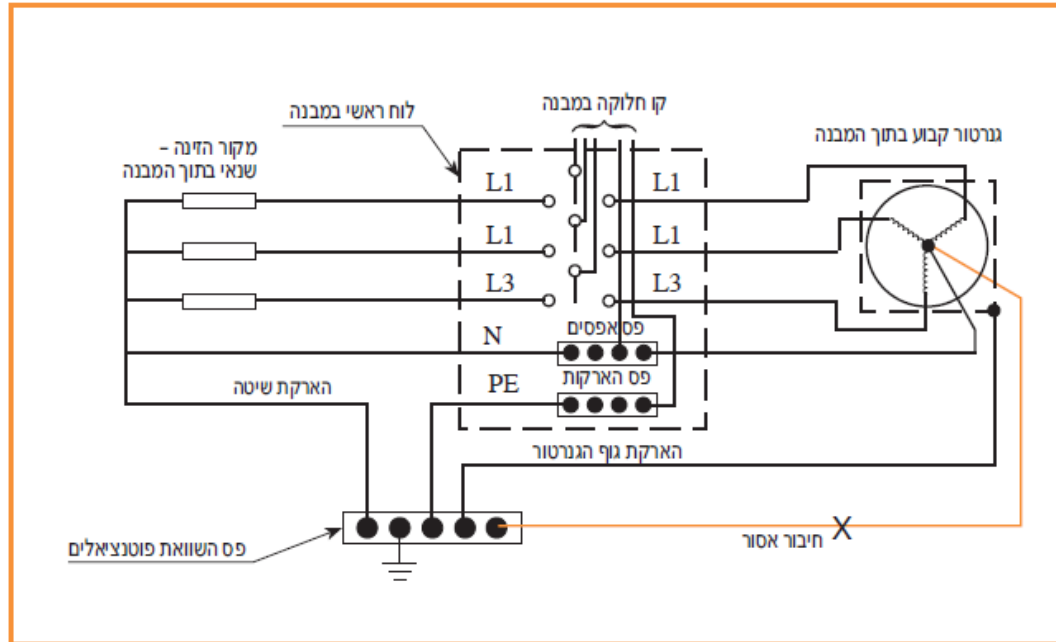 קו חלוקה במבנה
לוח ראשי במבנה
גנרטור קבוע בתוך המבנה
מקור הזינה –
שנאי בתוך המבנה
L1
L1
L1
L1
L3
L3
פס אפסים
N
פס הארקות
PE
הארקת שיטה
הארקת גוף הגנרטור
X
חיבור אסור
פס השוואת פוטנציאלים